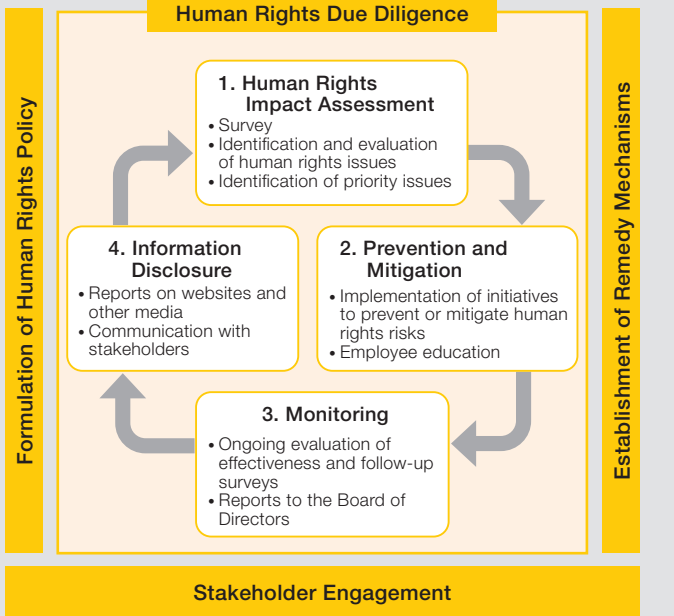 Human Rights Due Diligence
Formulation of Human Rights Policy
1. Human Rights
Impact Assessment
• Survey
• Identification and evaluation
of human rights issues
• Identification of priority issues
2. Prevention and
Mitigation
• Implementation of initiatives
to prevent or mitigate human
rights risks
• Employee education
3. Monitoring
• Ongoing evaluation of
effectiveness and follow-up
surveys
• Reports to the Board of
Directors
4. Information
Disclosure
• Reports on websites and
other media
• Communication with
stakeholders
Establishment of Remedy Mechanisms
Stakeholder Engagement